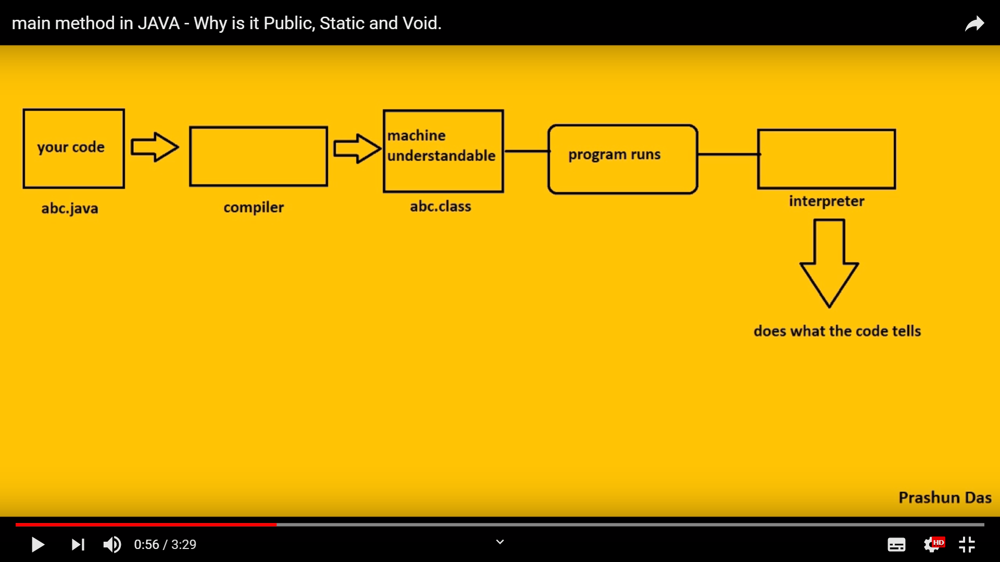 main method in JAVA - Why is it Public, Static and Void.
your code
abc.java
compiler
machine
understandable
abc.class
program runs
interpreter
does what the code tells
Prashun Das
0:56 / 3:29
HD